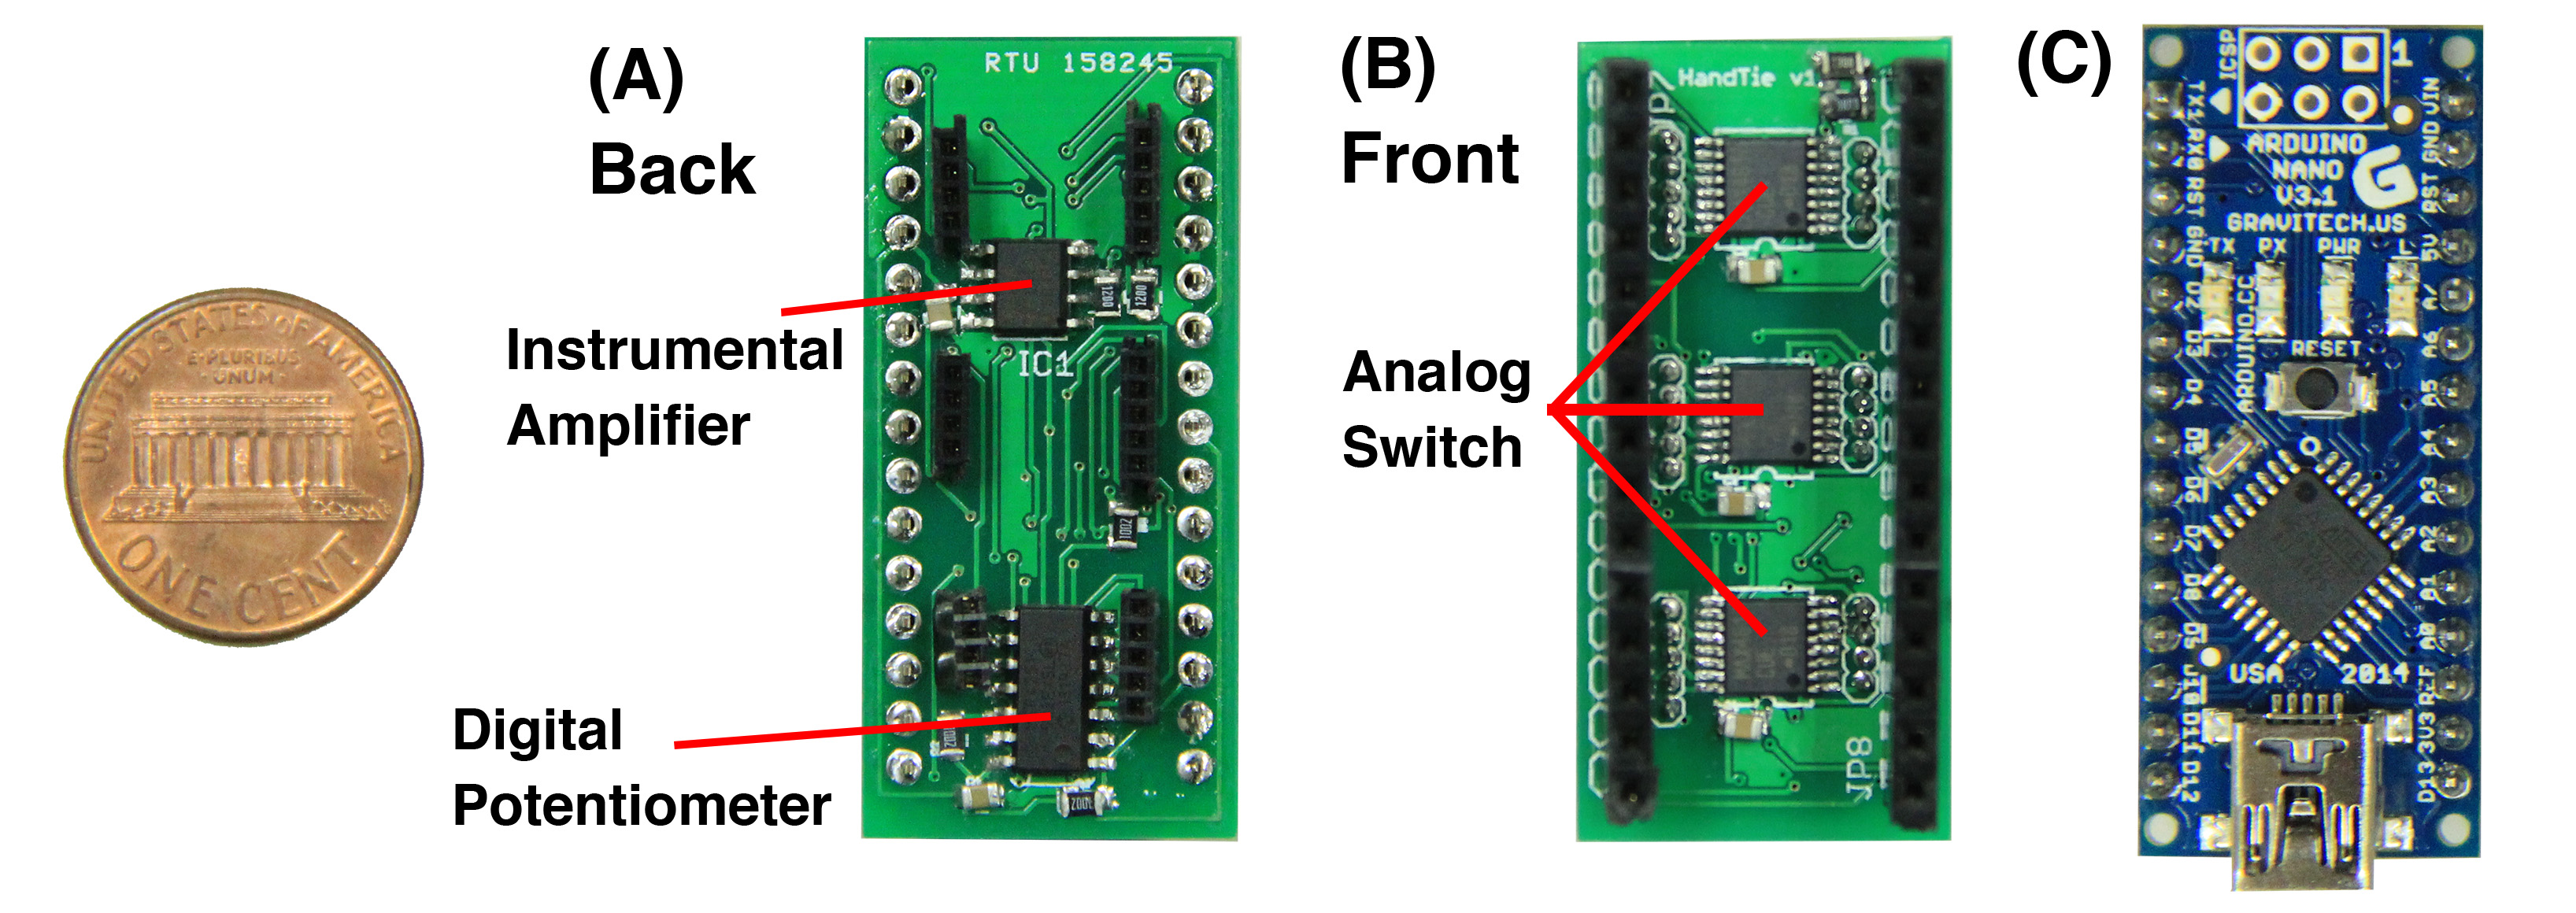 UNITED STATES OF AMERICA
E·PLURIBUS
·UNUM·
ONE CENT
(A)
Back
Instrumental
Amplifier
Digital
Potentiometer
RTU 158245
1200
1200
IC1
1002
(B)
Front
Analog
Switch
HandTie v1
JP8
(C)
ICSP
1
TX1
RX0
RST
GND
D2
D3
D4
D5
D6
D7
D8
D9
D10
D11
D12
ARDUINO
NANO
V3.1
G
GRAVITECH.US
TX
RX
PWR
L
ARDUINO.CC
RESET
USA
2014
VIN
GND
RST
5V
A7
A6
A5
A4
A3
A2
A1
A0
REF
3V3
D13